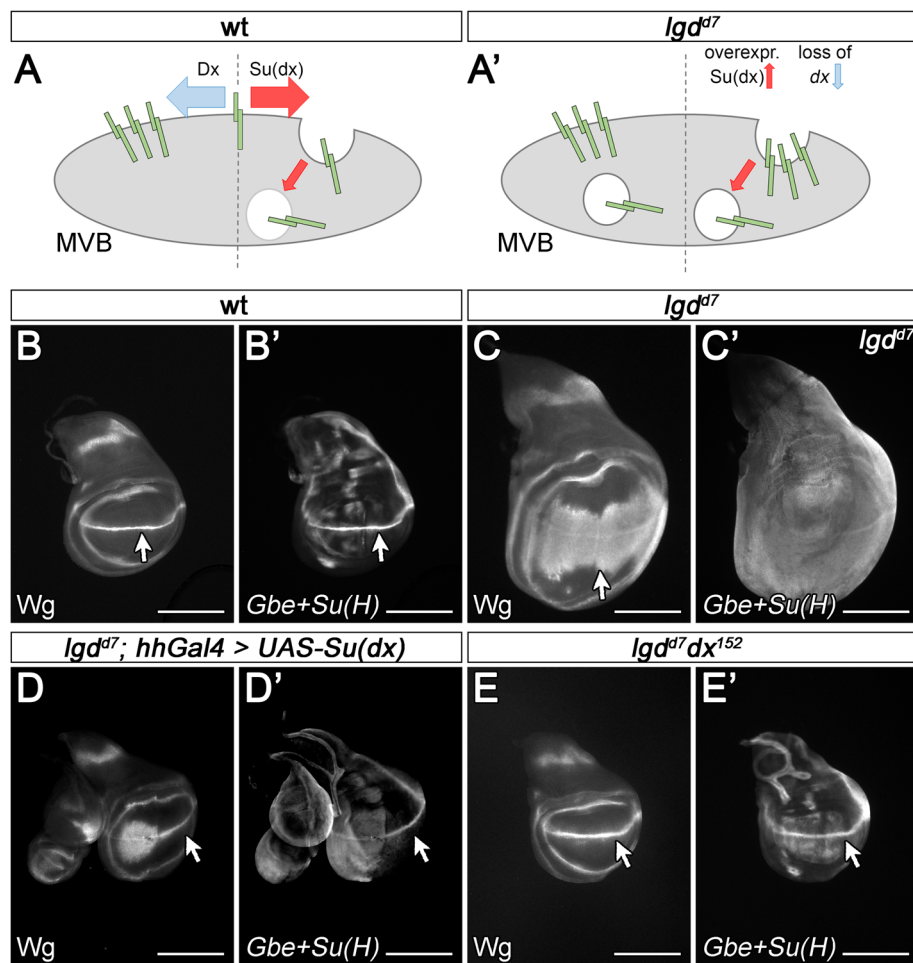 wt
lgd^d7
A
Dx
Su(dx)
MVB
A'
overexpr.
Su(dx)
loss of
dx
MVB
wt
lgd^d7
B
Wg
B'
Gbe+Su(H)
C
Wg
C'
lgd^d7
Gbe+Su(H)
lgd^d7; hhGal4 > UAS-Su(dx)
lgd^d7dx^152
D
Wg
D'
Gbe+Su(H)
E
Wg
E'
Gbe+Su(H)